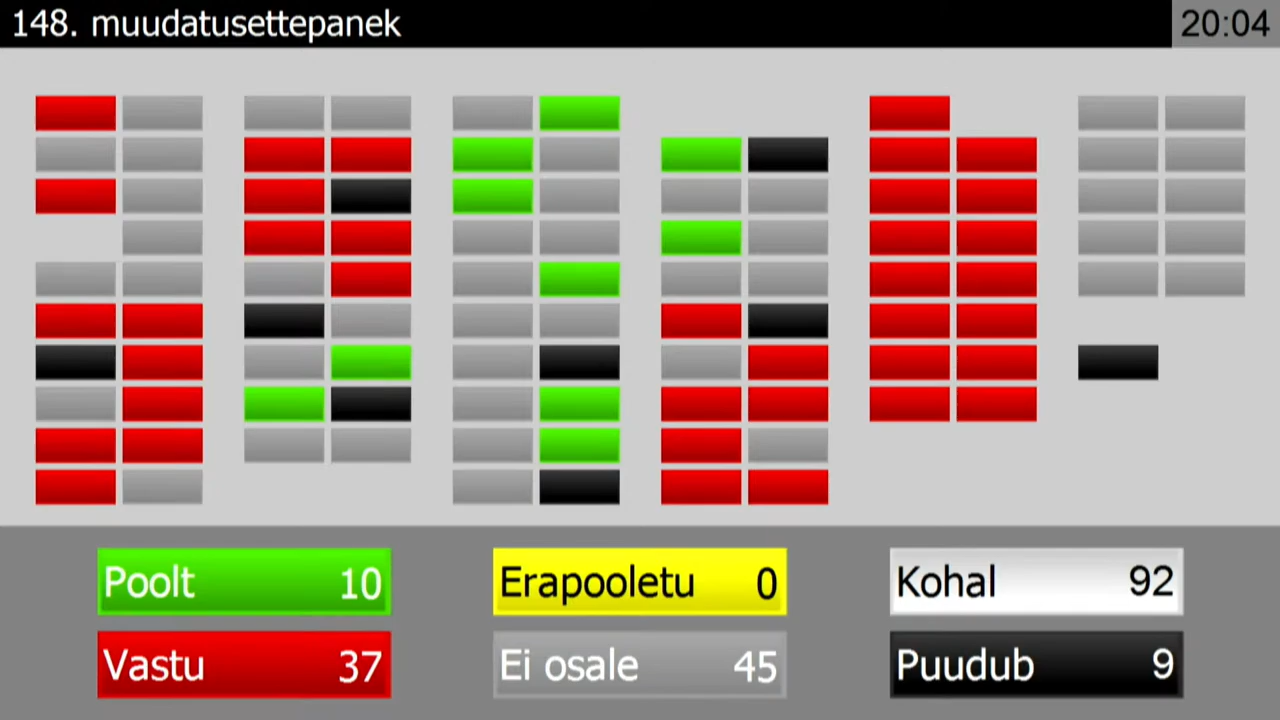 148. muudatusettepanek
20:04
Poolt 10
Erapooletu 0
Kohal 92
Vastu 37
Ei osale 45
Puudub 9